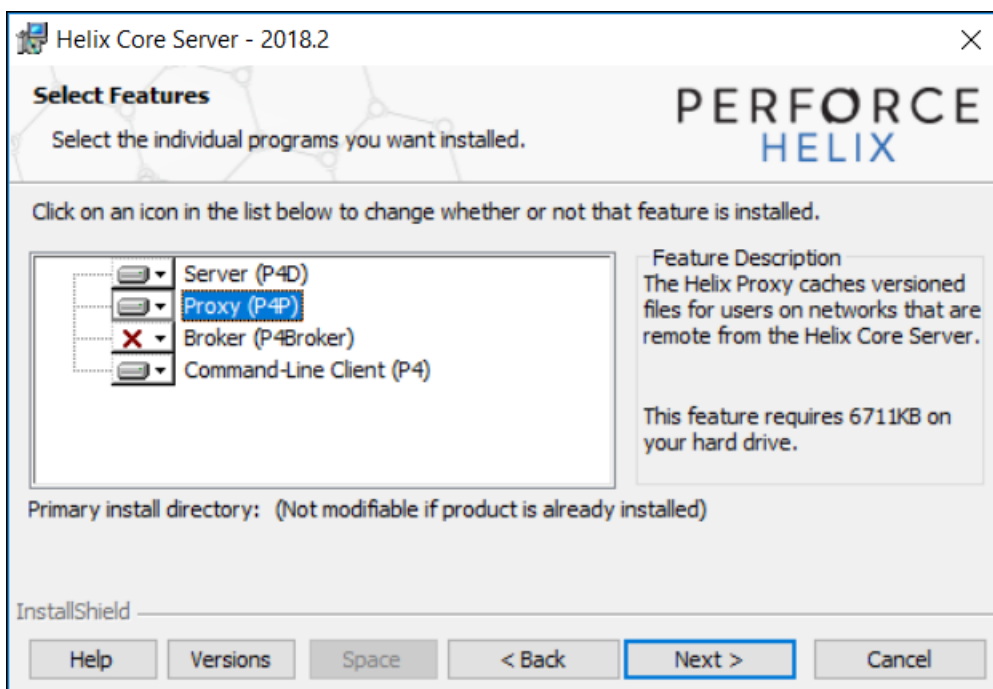 Helix Core Server - 2018.2
Select Features
Select the individual programs you want installed.
PERFORCE
HELIX
Click on an icon in the list below to change whether or not that feature is installed.
Server (P4D)
Proxy (P4P)
Broker (P4Broker)
Command-Line Client (P4)
Feature Description
The Helix Proxy caches versioned
files for users on networks that are
remote from the Helix Core Server.
This feature requires 6711KB on
your hard drive.
Primary install directory: (Not modifiable if product is already installed)
InstallShield
Help
Versions
Space
< Back
Next >
Cancel